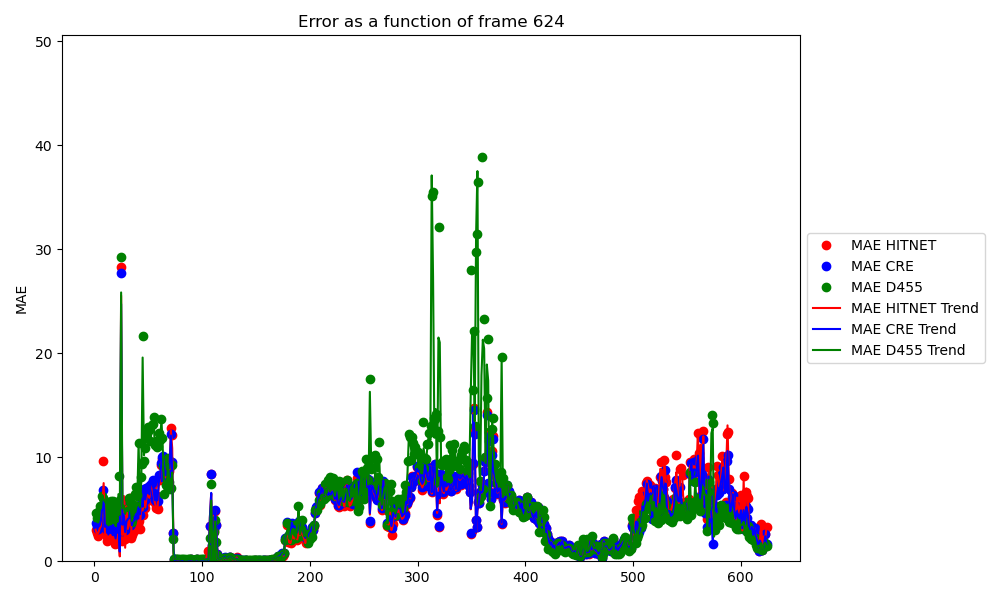 Error as a function of frame 624
MAE
50
40
30
20
10
0
0 100 200 300 400 500 600
MAE HITNET
MAE CRE
MAE D455
MAE HITNET Trend
MAE CRE Trend
MAE D455 Trend